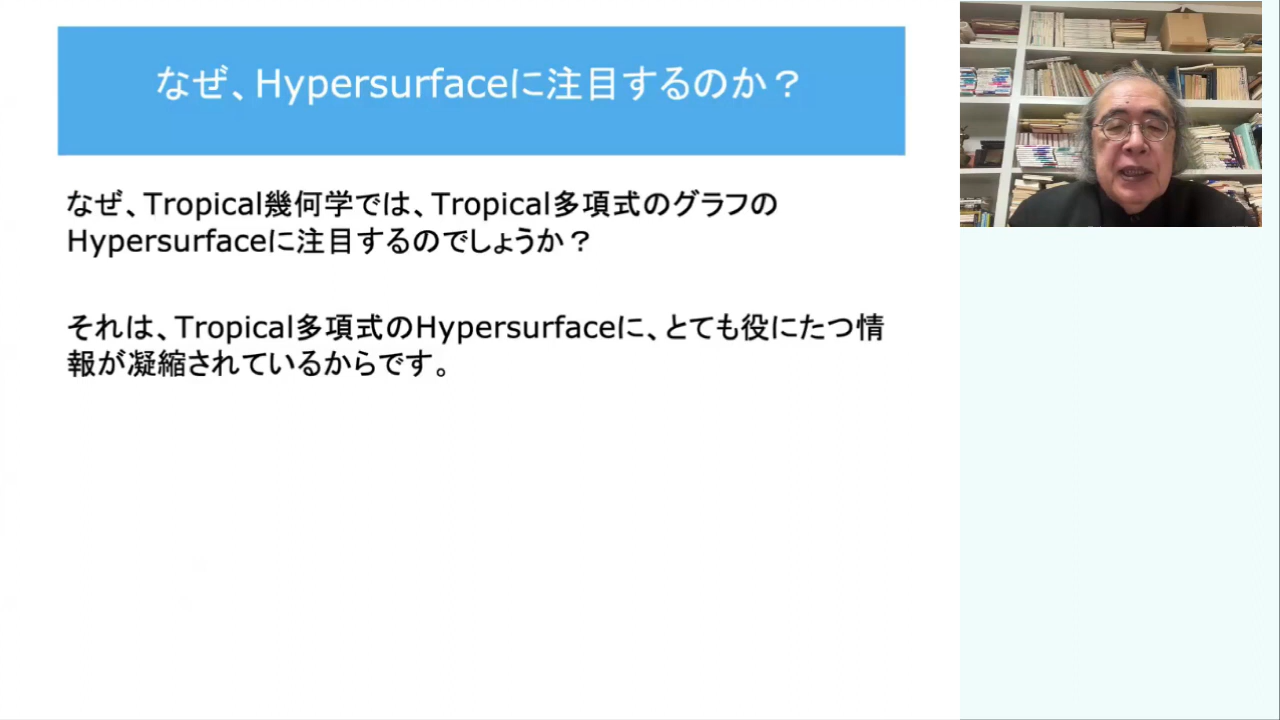 なぜ、Hypersurfaceに注目するのか？
なぜ、Tropical幾何学では、Tropical多項式のグラフの
Hypersurfaceに注目するのでしょうか？
それは、Tropical多項式のHypersurfaceに、とても役にたつ情
報が凝縮されているからです。